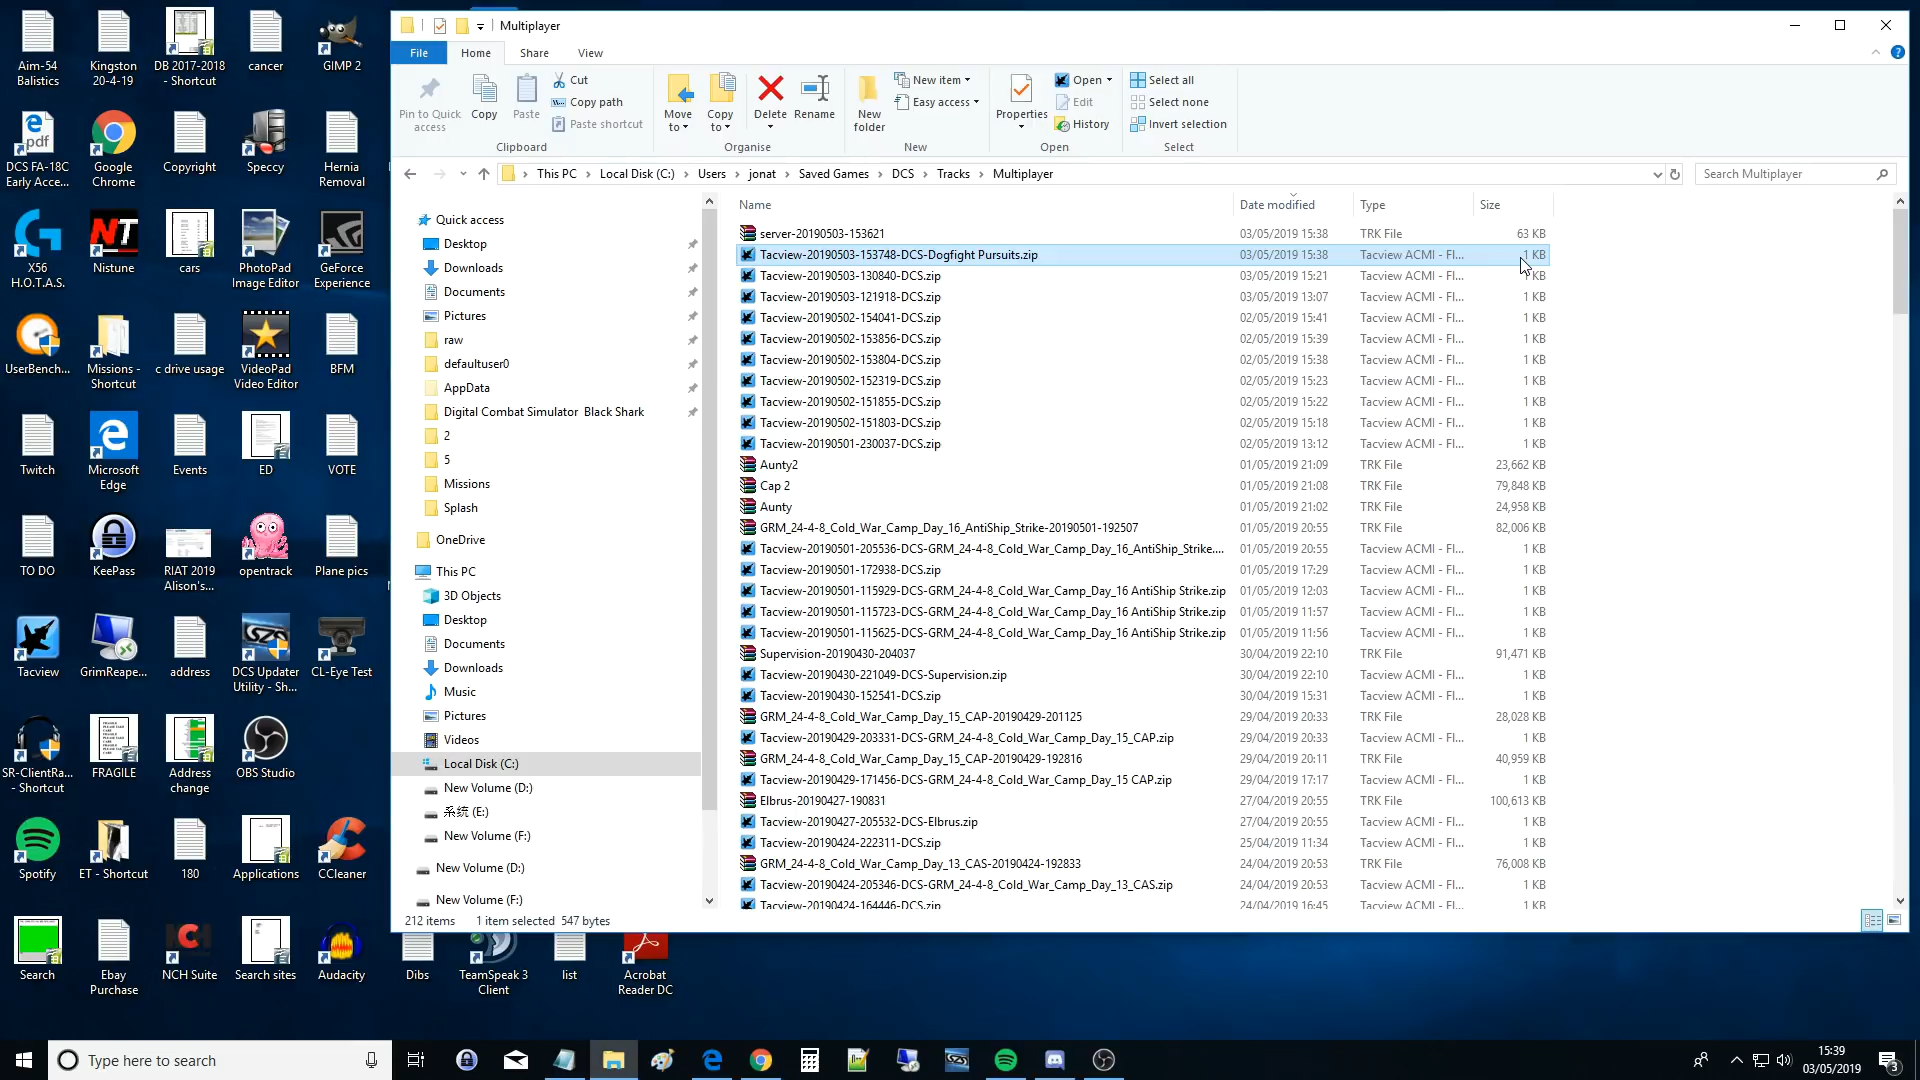 Aim-54
Balistics
Kingston
20-4-19
DB 2017-2018
- Shortcut
cancer
GIMP 2
DCS FA-18C
Early Acce...
Google
Chrome
Copyright
Speccy
Hernia
Removal
X56
H.O.T.A.S.
Nistune
cars
PhotoPad
Image Editor
GeForce
Experience
UserBench...
Missions -
Shortcut
c drive usage
VideoPad
Video Editor
BFM
Twitch
Microsoft
Edge
Events
ED
VOTE
TO DO
KeePass
RIAT 2019
Alison's...
opentrack
Plane pics
Tacview
GrimReape...
address
DCS Updater
Utility - Sh...
CL-Eye Test
SR-ClientRa...
- Shortcut
FRAGILE
Address
change
OBS Studio
Spotify
ET - Shortcut
180
Applications
CCleaner
Search
Ebay
Purchase
NCH Suite
Search sites
Audacity
Dibs
TeamSpeak 3
Client
list
Acrobat
Reader DC
Multiplayer
File Home Share View
Pin to Quick
access
Copy
Paste
Cut
Copy path
Paste shortcut
Clipboard
Move
to
Copy
to
Delete
Rename
Organise
New
folder
New item
Easy access
New
Properties
Open
Edit
History
Open
Select all
Select none
Invert selection
Select
This PC > Local Disk (C:) > Users > jonat > Saved Games > DCS > Tracks > Multiplayer
Search Multiplayer
Quick access
Desktop
Downloads
Documents
Pictures
raw
defaultuser0
AppData
Digital Combat Simulator Black Shark
2
5
Missions
Splash
OneDrive
This PC
3D Objects
Desktop
Documents
Downloads
Music
Pictures
Videos
Local Disk (C:)
New Volume (D:)
系统 (E:)
New Volume (F:)
New Volume (D:)
New Volume (F:)
Name Date modified Type Size
server-20190503-153621 03/05/2019 15:38 TRK File 63 KB
Tacview-20190503-153748-DCS-Dogfight Pursuits.zip 03/05/2019 15:38 Tacview ACMI - Fl... 1 KB
Tacview-20190503-130840-DCS.zip 03/05/2019 15:21 Tacview ACMI - Fl... KB
Tacview-20190503-121918-DCS.zip 03/05/2019 13:07 Tacview ACMI - Fl... 1 KB
Tacview-20190502-154041-DCS.zip 02/05/2019 15:41 Tacview ACMI - Fl... 1 KB
Tacview-20190502-153856-DCS.zip 02/05/2019 15:39 Tacview ACMI - Fl... 1 KB
Tacview-20190502-153804-DCS.zip 02/05/2019 15:38 Tacview ACMI - Fl... 1 KB
Tacview-20190502-152319-DCS.zip 02/05/2019 15:23 Tacview ACMI - Fl... 1 KB
Tacview-20190502-151855-DCS.zip 02/05/2019 15:22 Tacview ACMI - Fl... 1 KB
Tacview-20190502-151803-DCS.zip 02/05/2019 15:18 Tacview ACMI - Fl... 1 KB
Tacview-20190501-230037-DCS.zip 02/05/2019 13:12 Tacview ACMI - Fl... 1 KB
Aunty2 01/05/2019 21:09 TRK File 23,662 KB
Cap 2 01/05/2019 21:08 TRK File 79,848 KB
Aunty 01/05/2019 21:02 TRK File 24,958 KB
GRM_24-4-8_Cold_War_Camp_Day_16_AntiShip_Strike-20190501-192507 01/05/2019 20:55 TRK File 82,006 KB
Tacview-20190501-205536-DCS-GRM_24-4-8_Cold_War_Camp_Day_16_AntiShip_Strike.... 01/05/2019 20:55 Tacview ACMI - Fl... 1 KB
Tacview-20190501-172938-DCS.zip 01/05/2019 17:29 Tacview ACMI - Fl... 1 KB
Tacview-20190501-115929-DCS-GRM_24-4-8_Cold_War_Camp_Day_16 AntiShip Strike.zip 01/05/2019 12:03 Tacview ACMI - Fl... 1 KB
Tacview-20190501-115723-DCS-GRM_24-4-8_Cold_War_Camp_Day_16 AntiShip Strike.zip 01/05/2019 11:57 Tacview ACMI - Fl... 1 KB
Tacview-20190501-115625-DCS-GRM_24-4-8_Cold_War_Camp_Day_16 AntiShip Strike.zip 01/05/2019 11:56 Tacview ACMI - Fl... 1 KB
Supervision-20190430-204037 30/04/2019 22:10 TRK File 91,471 KB
Tacview-20190430-221049-DCS-Supervision.zip 30/04/2019 22:10 Tacview ACMI - Fl... 1 KB
Tacview-20190430-152541-DCS.zip 30/04/2019 15:31 Tacview ACMI - Fl... 1 KB
GRM_24-4-8_Cold_War_Camp_Day_15_CAP-20190429-201125 29/04/2019 20:33 TRK File 28,028 KB
Tacview-20190429-203331-DCS-GRM_24-4-8_Cold_War_Camp_Day_15_CAP.zip 29/04/2019 20:33 Tacview ACMI - Fl... 1 KB
GRM_24-4-8_Cold_War_Camp_Day_15_CAP-20190429-192816 29/04/2019 20:11 TRK File 40,959 KB
Tacview-20190429-171456-DCS-GRM_24-4-8_Cold_War_Camp_Day_15 CAP.zip 29/04/2019 17:17 Tacview ACMI - Fl... 1 KB
Elbrus-20190427-190831 27/04/2019 20:55 TRK File 100,613 KB
Tacview-20190427-205532-DCS-Elbrus.zip 27/04/2019 20:55 Tacview ACMI - Fl... 1 KB
Tacview-20190424-222311-DCS.zip 25/04/2019 11:34 Tacview ACMI - Fl... 1 KB
GRM_24-4-8_Cold_War_Camp_Day_13_CAS-20190424-192833 24/04/2019 20:53 TRK File 76,008 KB
Tacview-20190424-205346-DCS-GRM_24-4-8_Cold_War_Camp_Day_13_CAS.zip 24/04/2019 20:53 Tacview ACMI - Fl... 1 KB
Tacview-20190424-164446-DCS.zip 24/04/2019 16:45 Tacview ACMI - Fl... 1 KB
212 items 1 item selected 547 bytes
Type here to search
15:39
03/05/2019
3